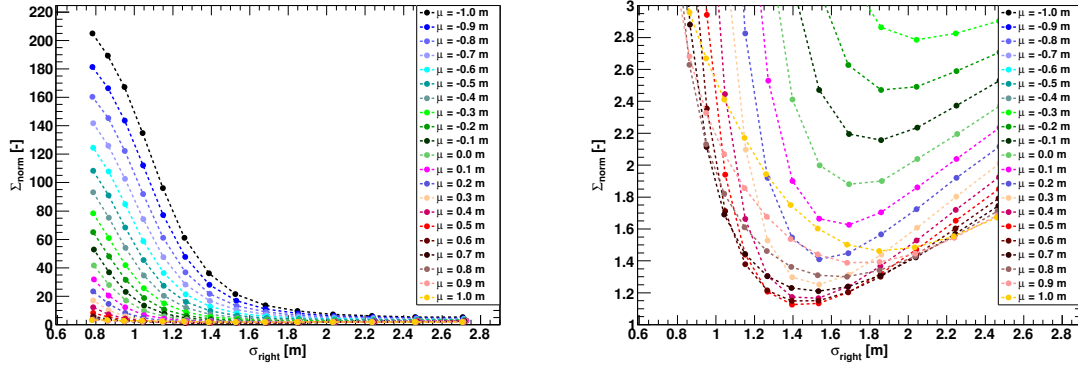 Σnorm [-]
220
200
180
160
140
120
100
80
60
40
20
0
0.6 0.8 1 1.2 1.4 1.6 1.8 2 2.2 2.4 2.6 2.8
σright [m]
μ = -1.0 m
μ = -0.9 m
μ = -0.8 m
μ = -0.7 m
μ = -0.6 m
μ = -0.5 m
μ = -0.4 m
μ = -0.3 m
μ = -0.2 m
μ = -0.1 m
μ = 0.0 m
μ = 0.1 m
μ = 0.2 m
μ = 0.3 m
μ = 0.4 m
μ = 0.5 m
μ = 0.6 m
μ = 0.7 m
μ = 0.8 m
μ = 0.9 m
μ = 1.0 m
Σnorm [-]
3
2.8
2.6
2.4
2.2
2
1.8
1.6
1.4
1.2
1
0.6 0.8 1 1.2 1.4 1.6 1.8 2 2.2 2.4 2.6 2.8
σright [m]
μ = -1.0 m
μ = -0.9 m
μ = -0.8 m
μ = -0.7 m
μ = -0.6 m
μ = -0.5 m
μ = -0.4 m
μ = -0.3 m
μ = -0.2 m
μ = -0.1 m
μ = 0.0 m
μ = 0.1 m
μ = 0.2 m
μ = 0.3 m
μ = 0.4 m
μ = 0.5 m
μ = 0.6 m
μ = 0.7 m
μ = 0.8 m
μ = 0.9 m
μ = 1.0 m